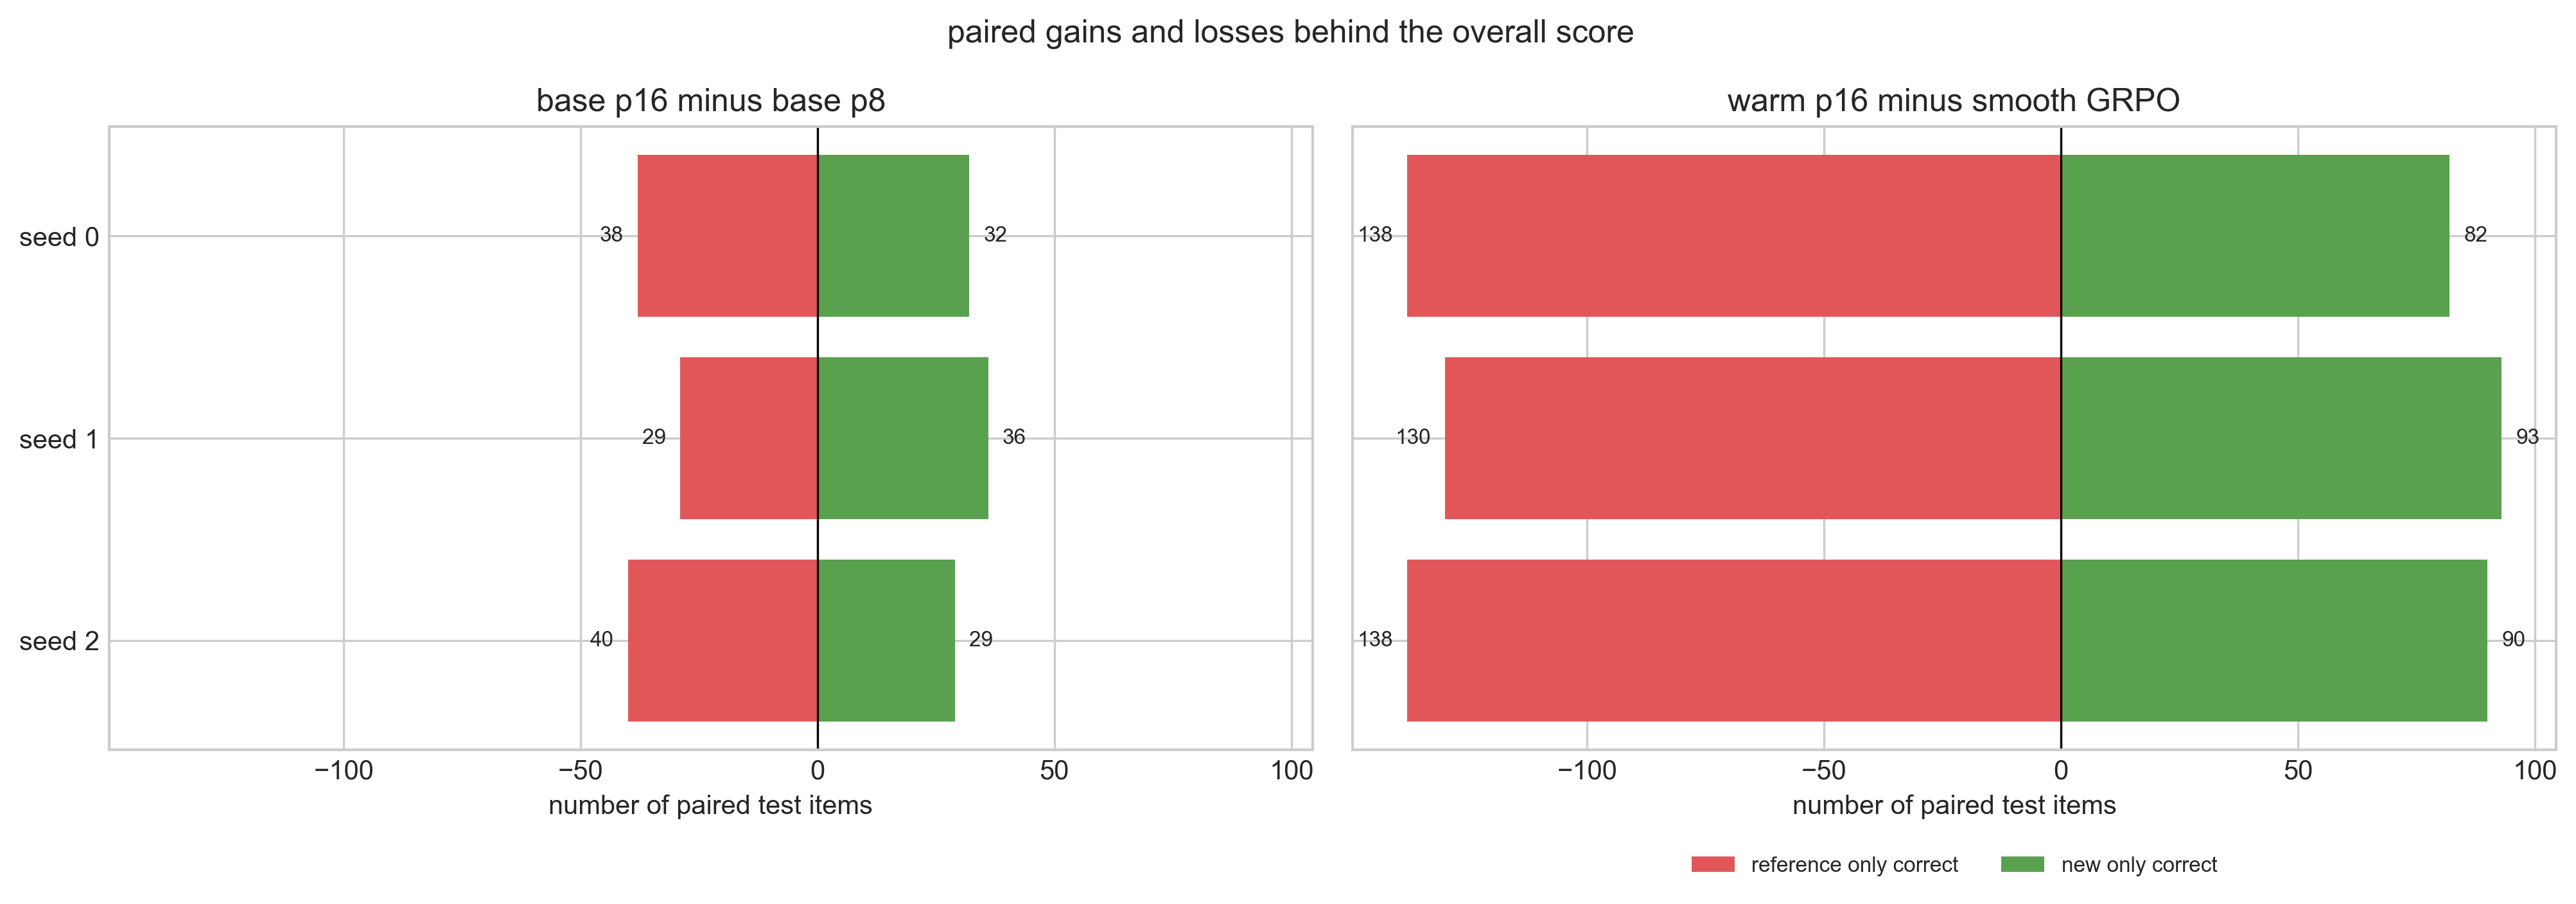 paired gains and losses behind the overall score
base p16 minus base p8
warm p16 minus smooth GRPO
seed 0
38
32
138
82
seed 1
29
36
130
93
seed 2
40
29
138
90
−100 −50 0 50 100
−100 −50 0 50 100
number of paired test items
number of paired test items
reference only correct
new only correct